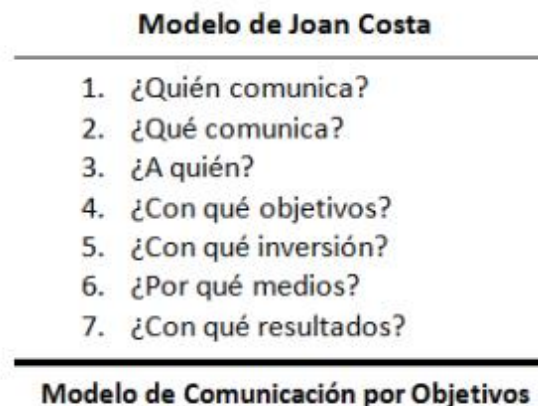 Modelo de Joan Costa
1. ¿Quién comunica?
2. ¿Qué comunica?
3. ¿A quién?
4. ¿Con qué objetivos?
5. ¿Con qué inversión?
6. ¿Por qué medios?
7. ¿Con qué resultados?
Modelo de Comunicación por Objetivos